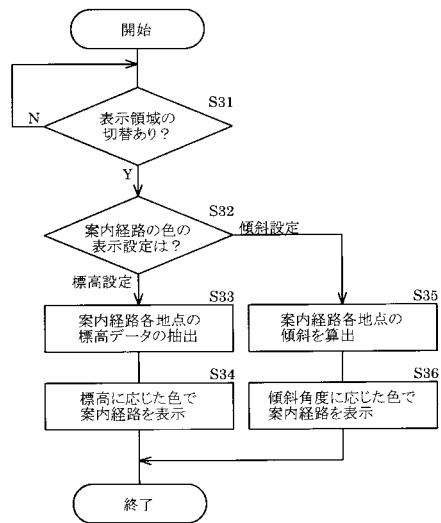 開始
S31
表示領域の
切替あり？
N
Y
S32
案内経路の色の
表示設定は？
傾斜設定
標高設定
S33
案内経路各地点の
標高データの抽出
S35
案内経路各地点の
傾斜を算出
S34
標高に応じた色で
案内経路を表示
S36
傾斜角度に応じた色で
案内経路を表示
終了